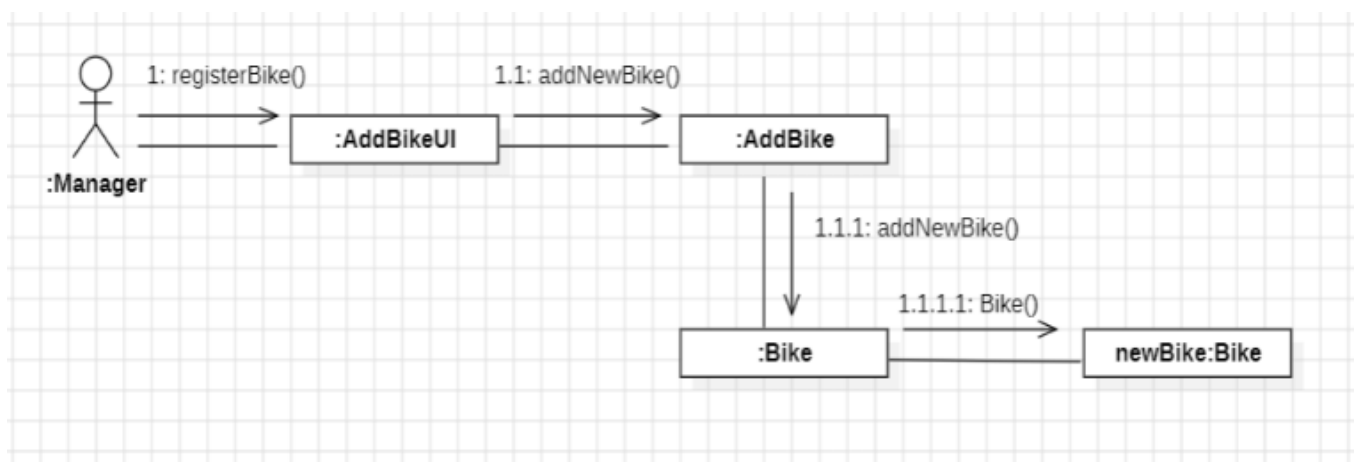 1: registerBike()
1.1: addNewBike()
:AddBikeUI
:AddBike
:Manager
1.1.1: addNewBike()
1.1.1.1: Bike()
:Bike
newBike:Bike